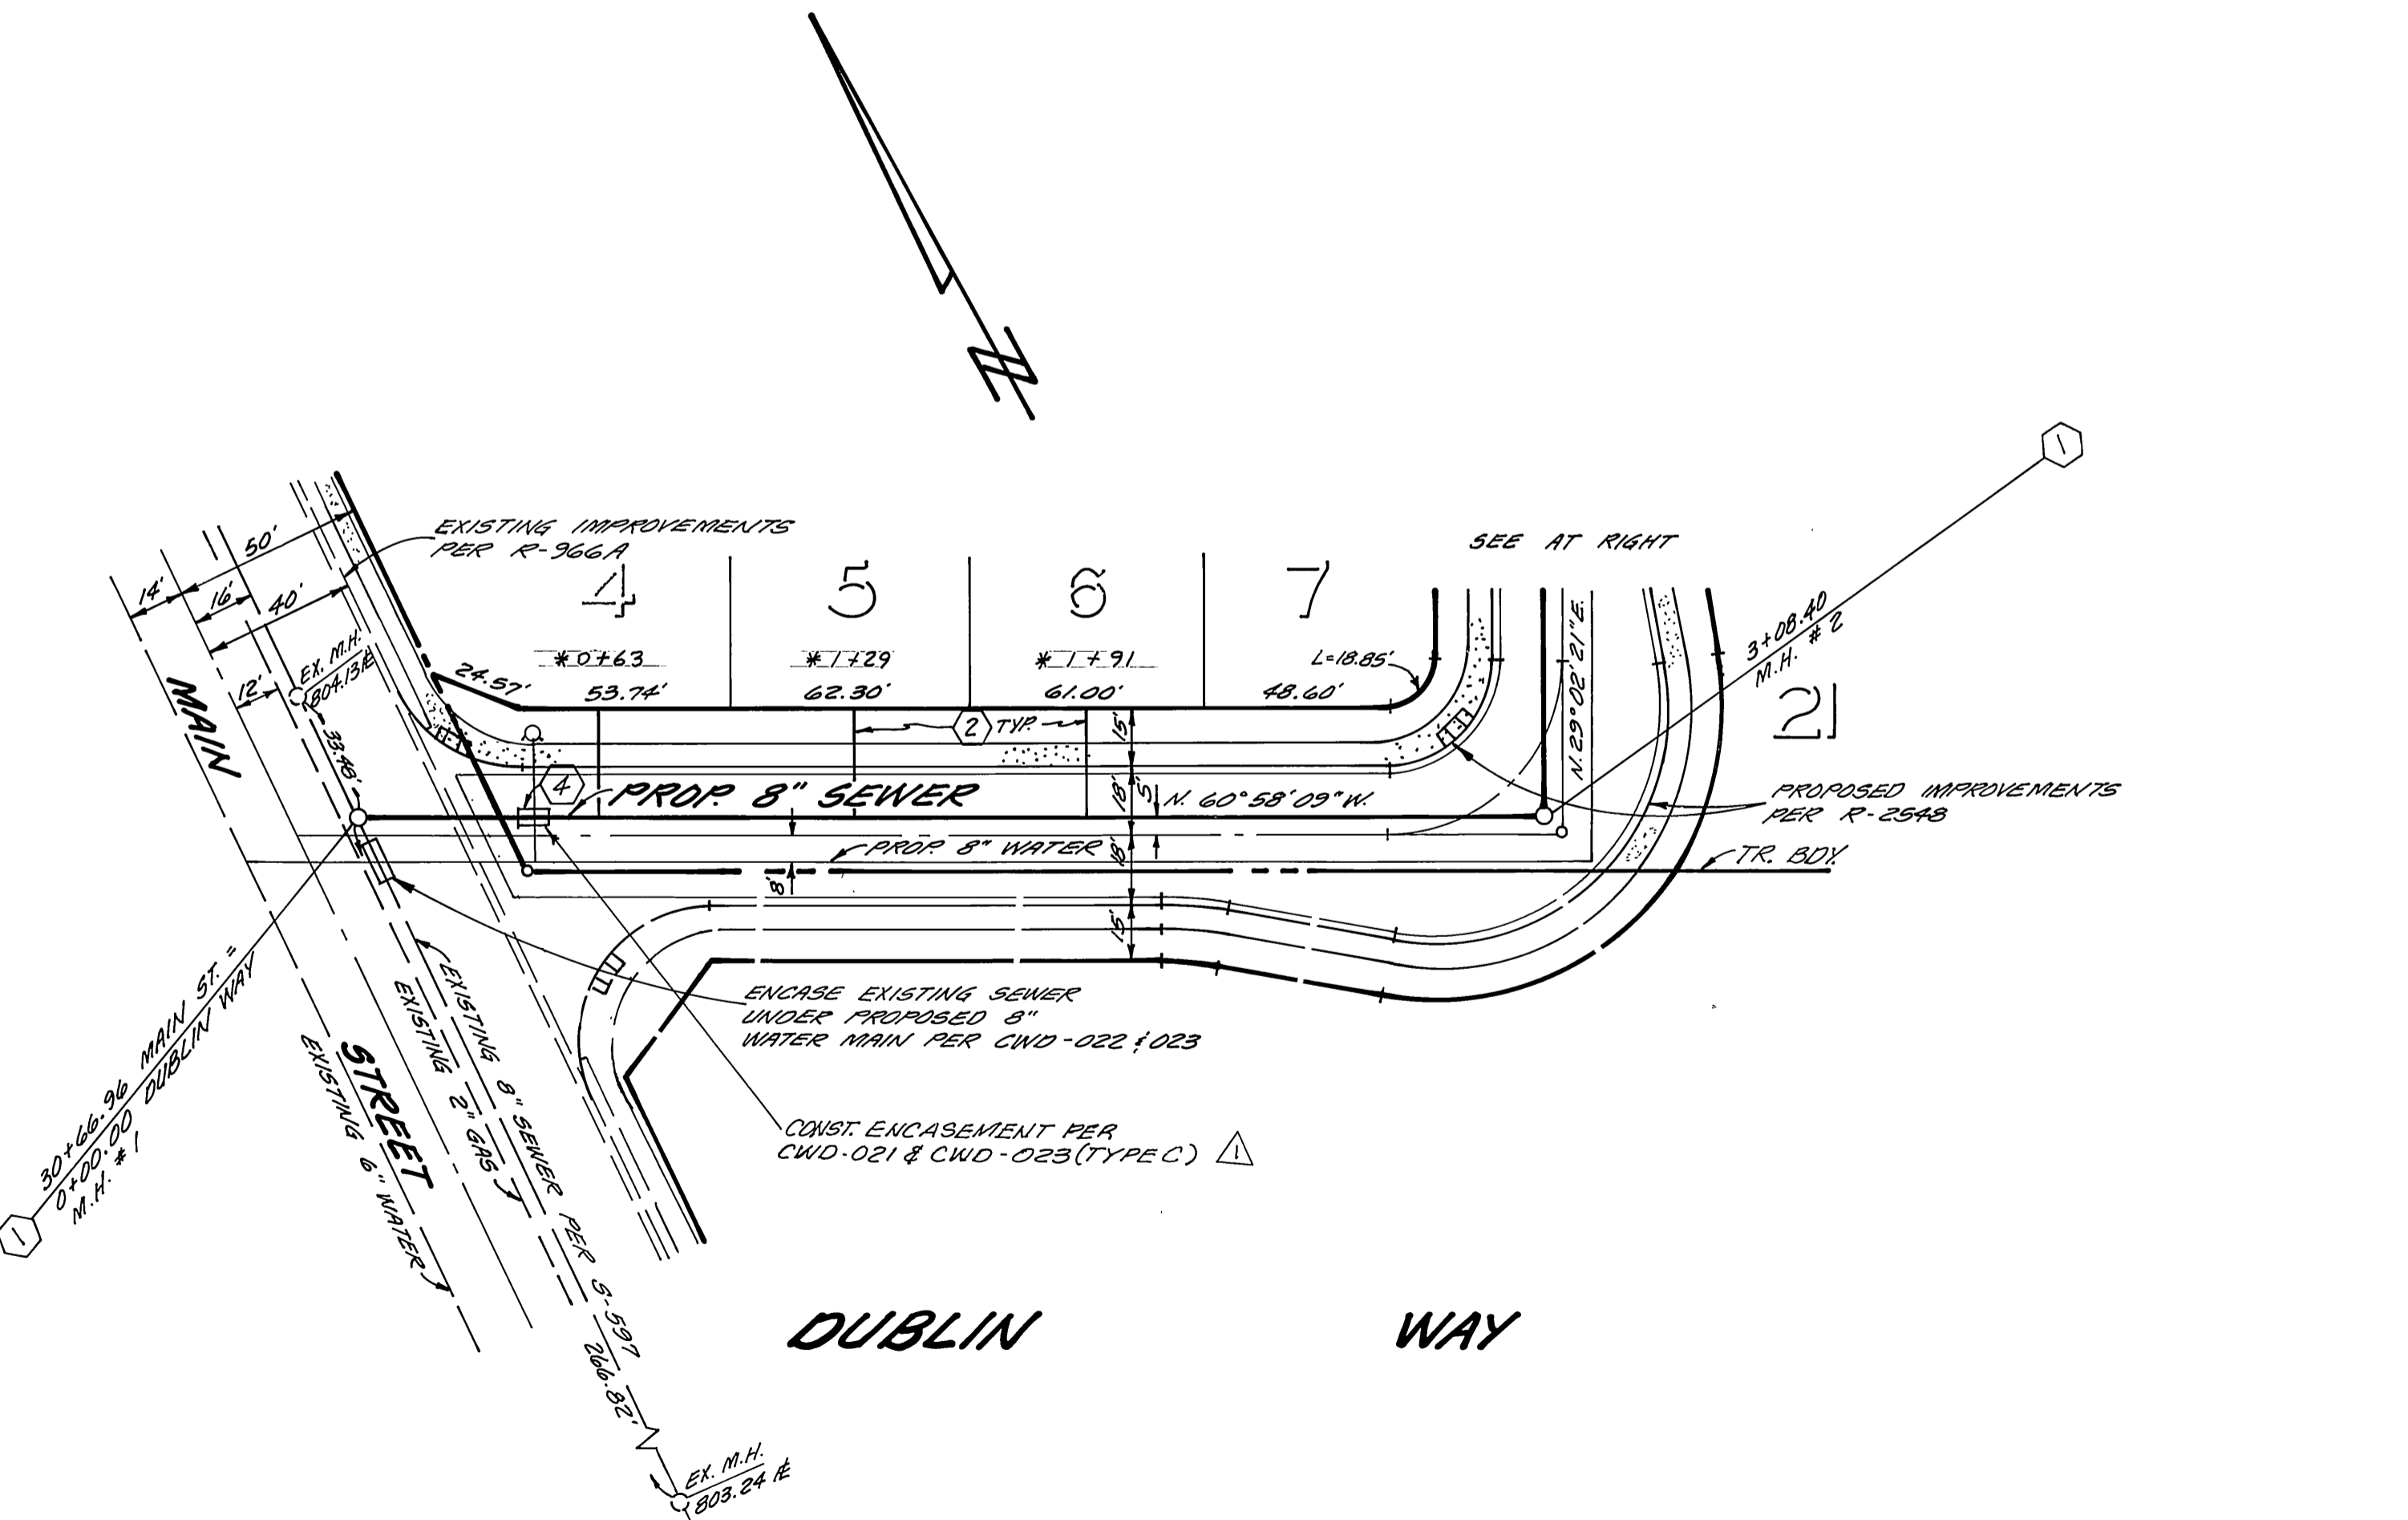 N
1
50'
14'
16'
40'
12'
EXISTING IMPROVEMENTS
PER R-966A
SEE AT RIGHT
4
5
6
7
21
* 0+63
* 1+29
* 1+91
L=18.85'
24.57'
53.74'
62.30'
61.00'
48.60'
EX. M.H.
804.13 ℄
33.48'
MAIN
STREET
2 TYP.
15'
18'
5'
18'
15'
8'
4
PROP. 8" SEWER
N. 60° 58' 09" W.
N. 29° 02' 21" E.
3+08.40
M.H. # 2
PROPOSED IMPROVEMENTS
PER R-2548
PROP. 8" WATER
TR. BDY.
ENCASE EXISTING SEWER
UNDER PROPOSED 8"
WATER MAIN PER CWD-022 & 023
CONST. ENCASEMENT PER
CWD-021 & CWD-023 (TYPE C) 1
30+66.96 MAIN ST. =
0+00.00 DUBLIN WAY
M.H. # 1
1
EXISTING 8" SEWER PER S-597
EXISTING 2" GAS
EXISTING 6" WATER
266.82'
EX. M.H.
803.24 ℄
DUBLIN WAY